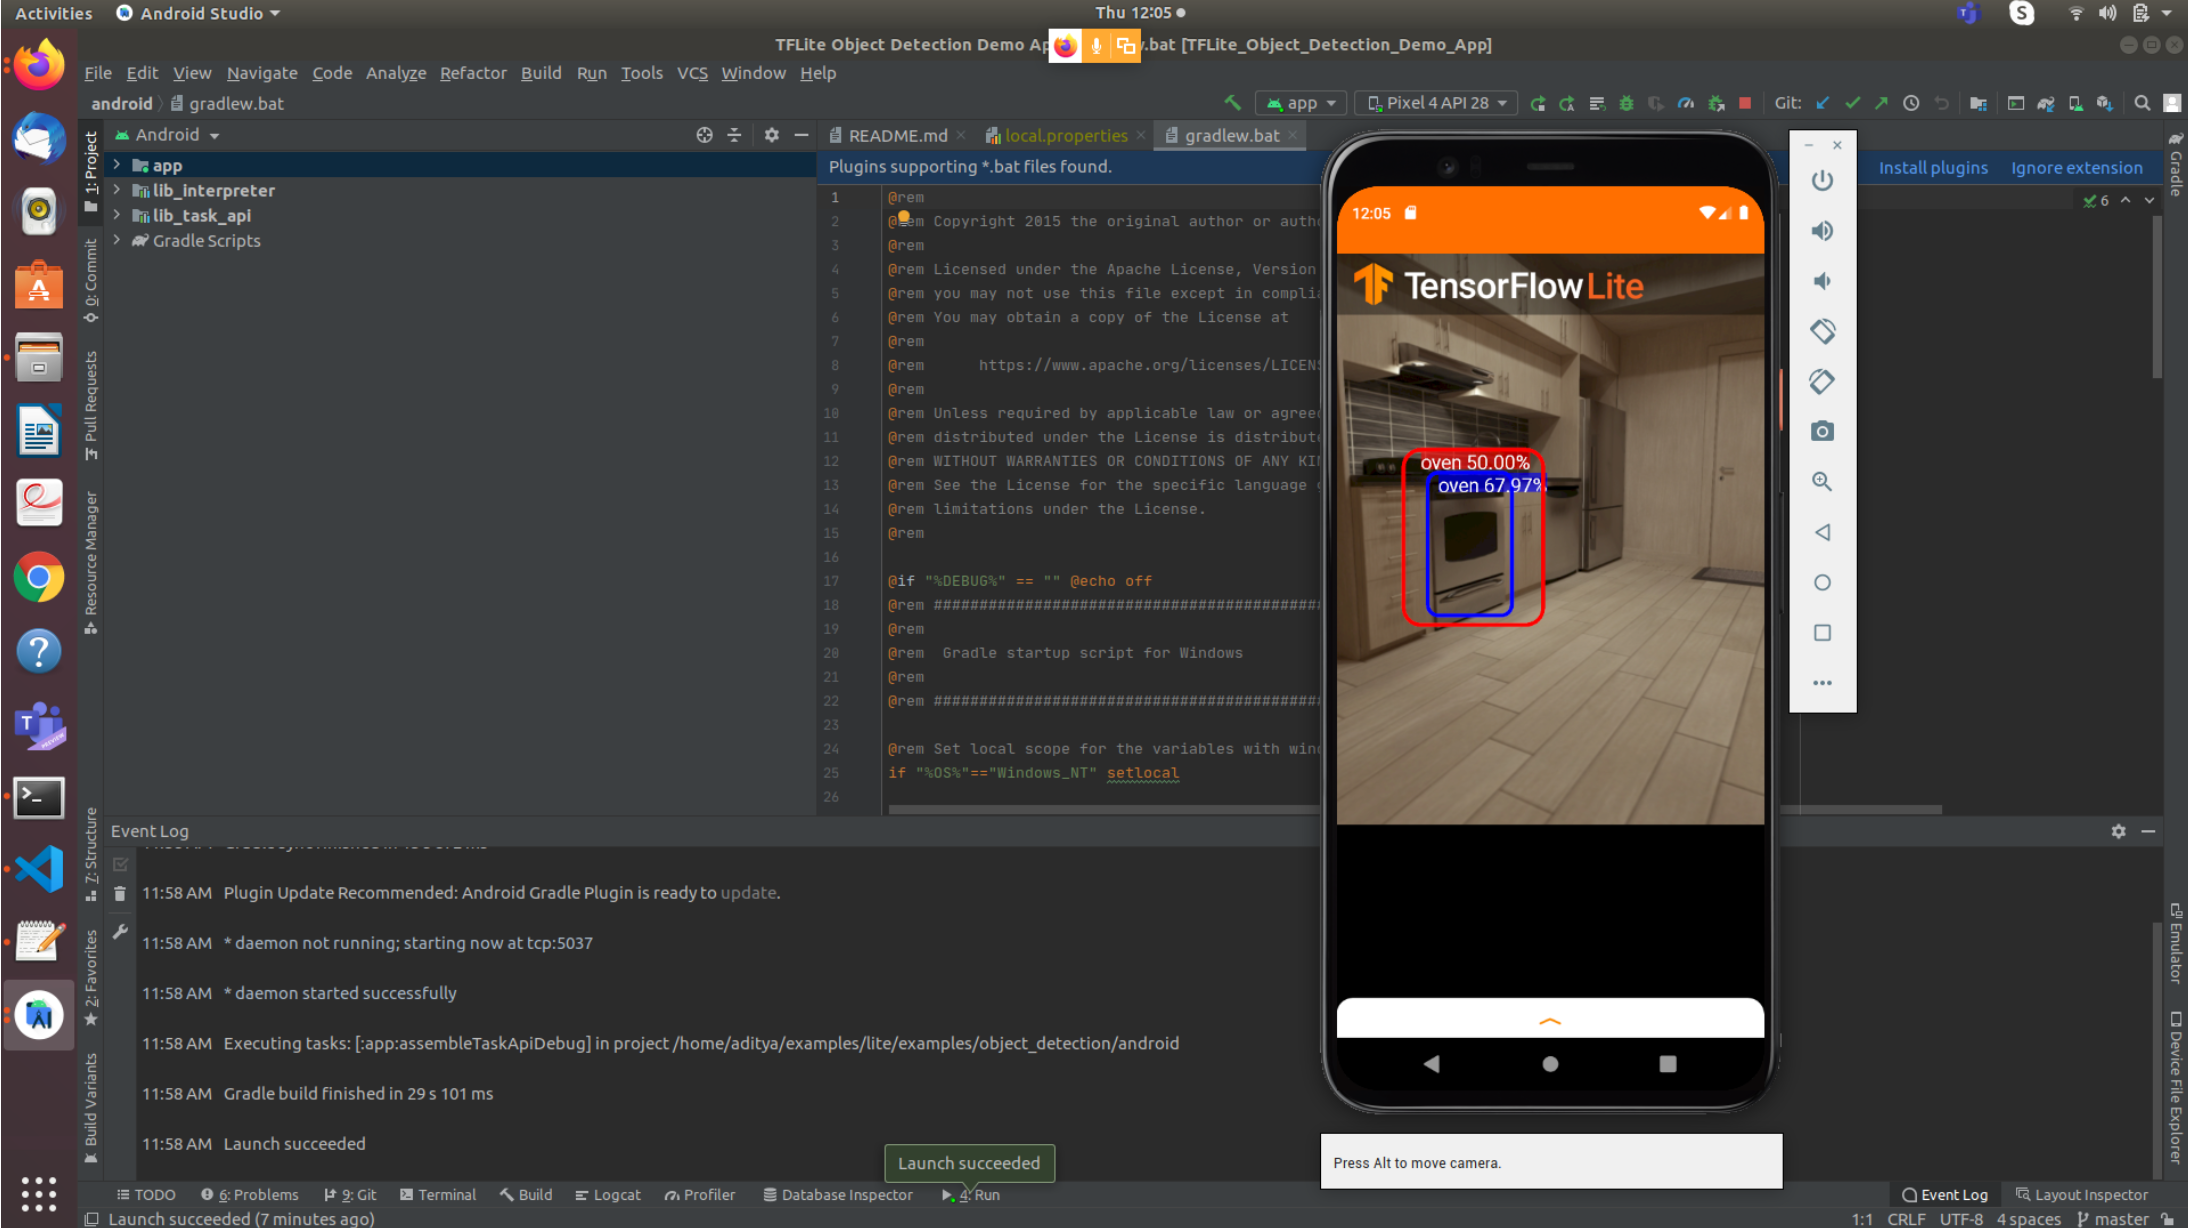 Activities Android Studio Thu 12:05
TFLite Object Detection Demo Ap .bat [TFLite_Object_Detection_Demo_App]
File Edit View Navigate Code Analyze Refactor Build Run Tools VCS Window Help
android gradlew.bat app Pixel 4 API 28 Git:
Android README.md local.properties gradlew.bat
Plugins supporting *.bat files found. Install plugins Ignore extension
app
lib_interpreter
lib_task_api
Gradle Scripts
6
1 @rem
2 @rem Copyright 2015 the original author or auth
3 @rem
4 @rem Licensed under the Apache License, Version
5 @rem you may not use this file except in compli
6 @rem You may obtain a copy of the License at
7 @rem
8 @rem https://www.apache.org/licenses/LICEN
9 @rem
10 @rem Unless required by applicable law or agree
11 @rem distributed under the License is distribut
12 @rem WITHOUT WARRANTIES OR CONDITIONS OF ANY KI
13 @rem See the License for the specific language
14 @rem limitations under the License.
15 @rem
16
17 @if "%DEBUG%" == "" @echo off
18 @rem ##########################################
19 @rem
20 @rem Gradle startup script for Windows
21 @rem
22 @rem ##########################################
23
24 @rem Set local scope for the variables with win
25 if "%OS%"=="Windows_NT" setlocal
26
12:05
TensorFlow Lite
oven 50.00%
oven 67.97%
Press Alt to move camera.
1: Project
0: Commit
Pull Requests
Resource Manager
7: Structure
2: Favorites
Build Variants
Gradle
Emulator
Device File Explorer
Event Log
11:58 AM Plugin Update Recommended: Android Gradle Plugin is ready to update.
11:58 AM * daemon not running; starting now at tcp:5037
11:58 AM * daemon started successfully
11:58 AM Executing tasks: [:app:assembleTaskApiDebug] in project /home/aditya/examples/lite/examples/object_detection/android
11:58 AM Gradle build finished in 29 s 101 ms
11:58 AM Launch succeeded
Launch succeeded
TODO 6: Problems 9: Git Terminal Build Logcat Profiler Database Inspector 4: Run Event Log Layout Inspector
Launch succeeded (7 minutes ago) 1:1 CRLF UTF-8 4 spaces master